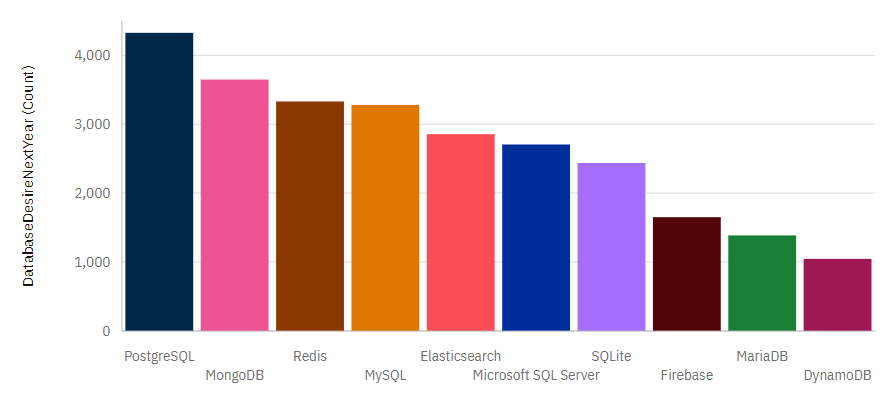 DatabaseDesireNextYear (Count)
4,000
3,000
2,000
1,000
0
PostgreSQL
MongoDB
Redis
MySQL
Elasticsearch
Microsoft SQL Server
SQLite
Firebase
MariaDB
DynamoDB